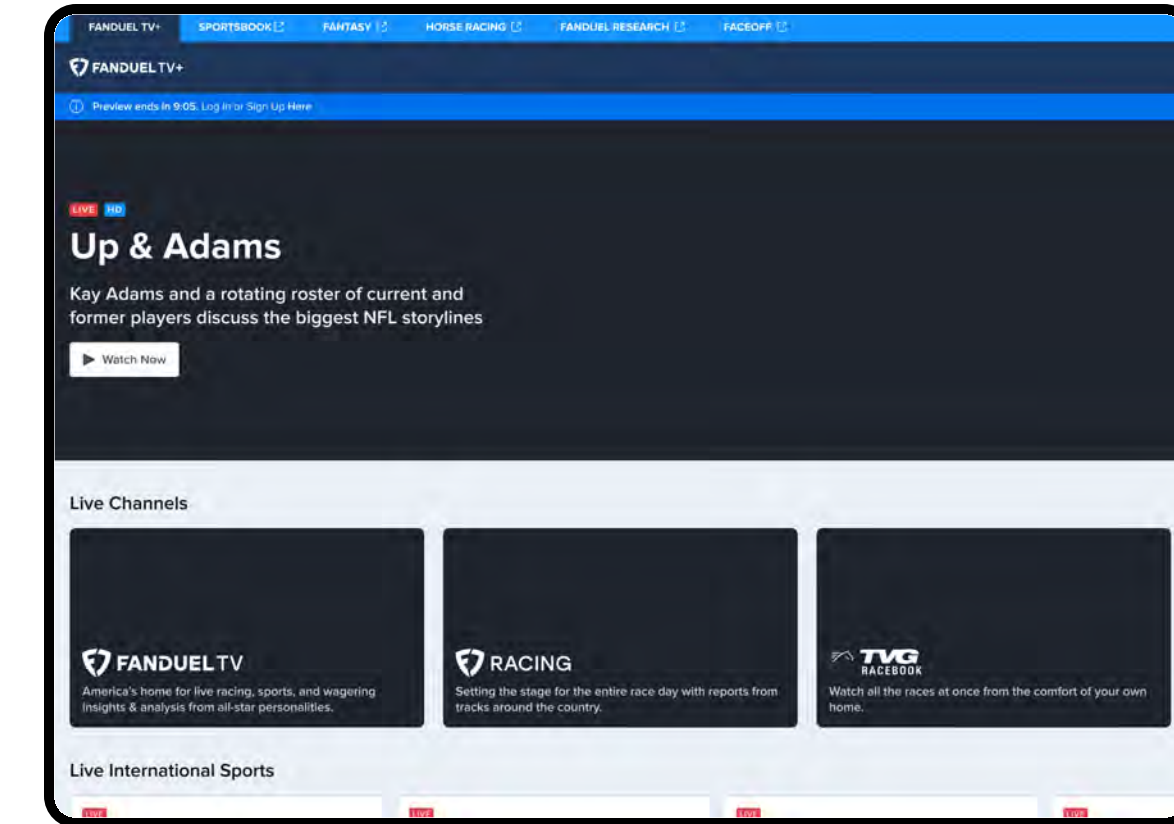 FANDUEL TV+ SPORTSBOOK FANTASY HORSE RACING FANDUEL RESEARCH FACEOFF
FANDUEL TV+
Preview ends in 9:05. Log In or Sign Up Here
LIVE HD
Up & Adams
Kay Adams and a rotating roster of current and
former players discuss the biggest NFL storylines
Watch Now
Live Channels
FANDUEL TV
America's home for live racing, sports, and wagering
insights & analysis from all-star personalities.
RACING
Setting the stage for the entire race day with reports from
tracks around the country.
TVG
RACEBOOK
Watch all the races at once from the comfort of your own
home.
Live International Sports
LIVE LIVE LIVE LIVE